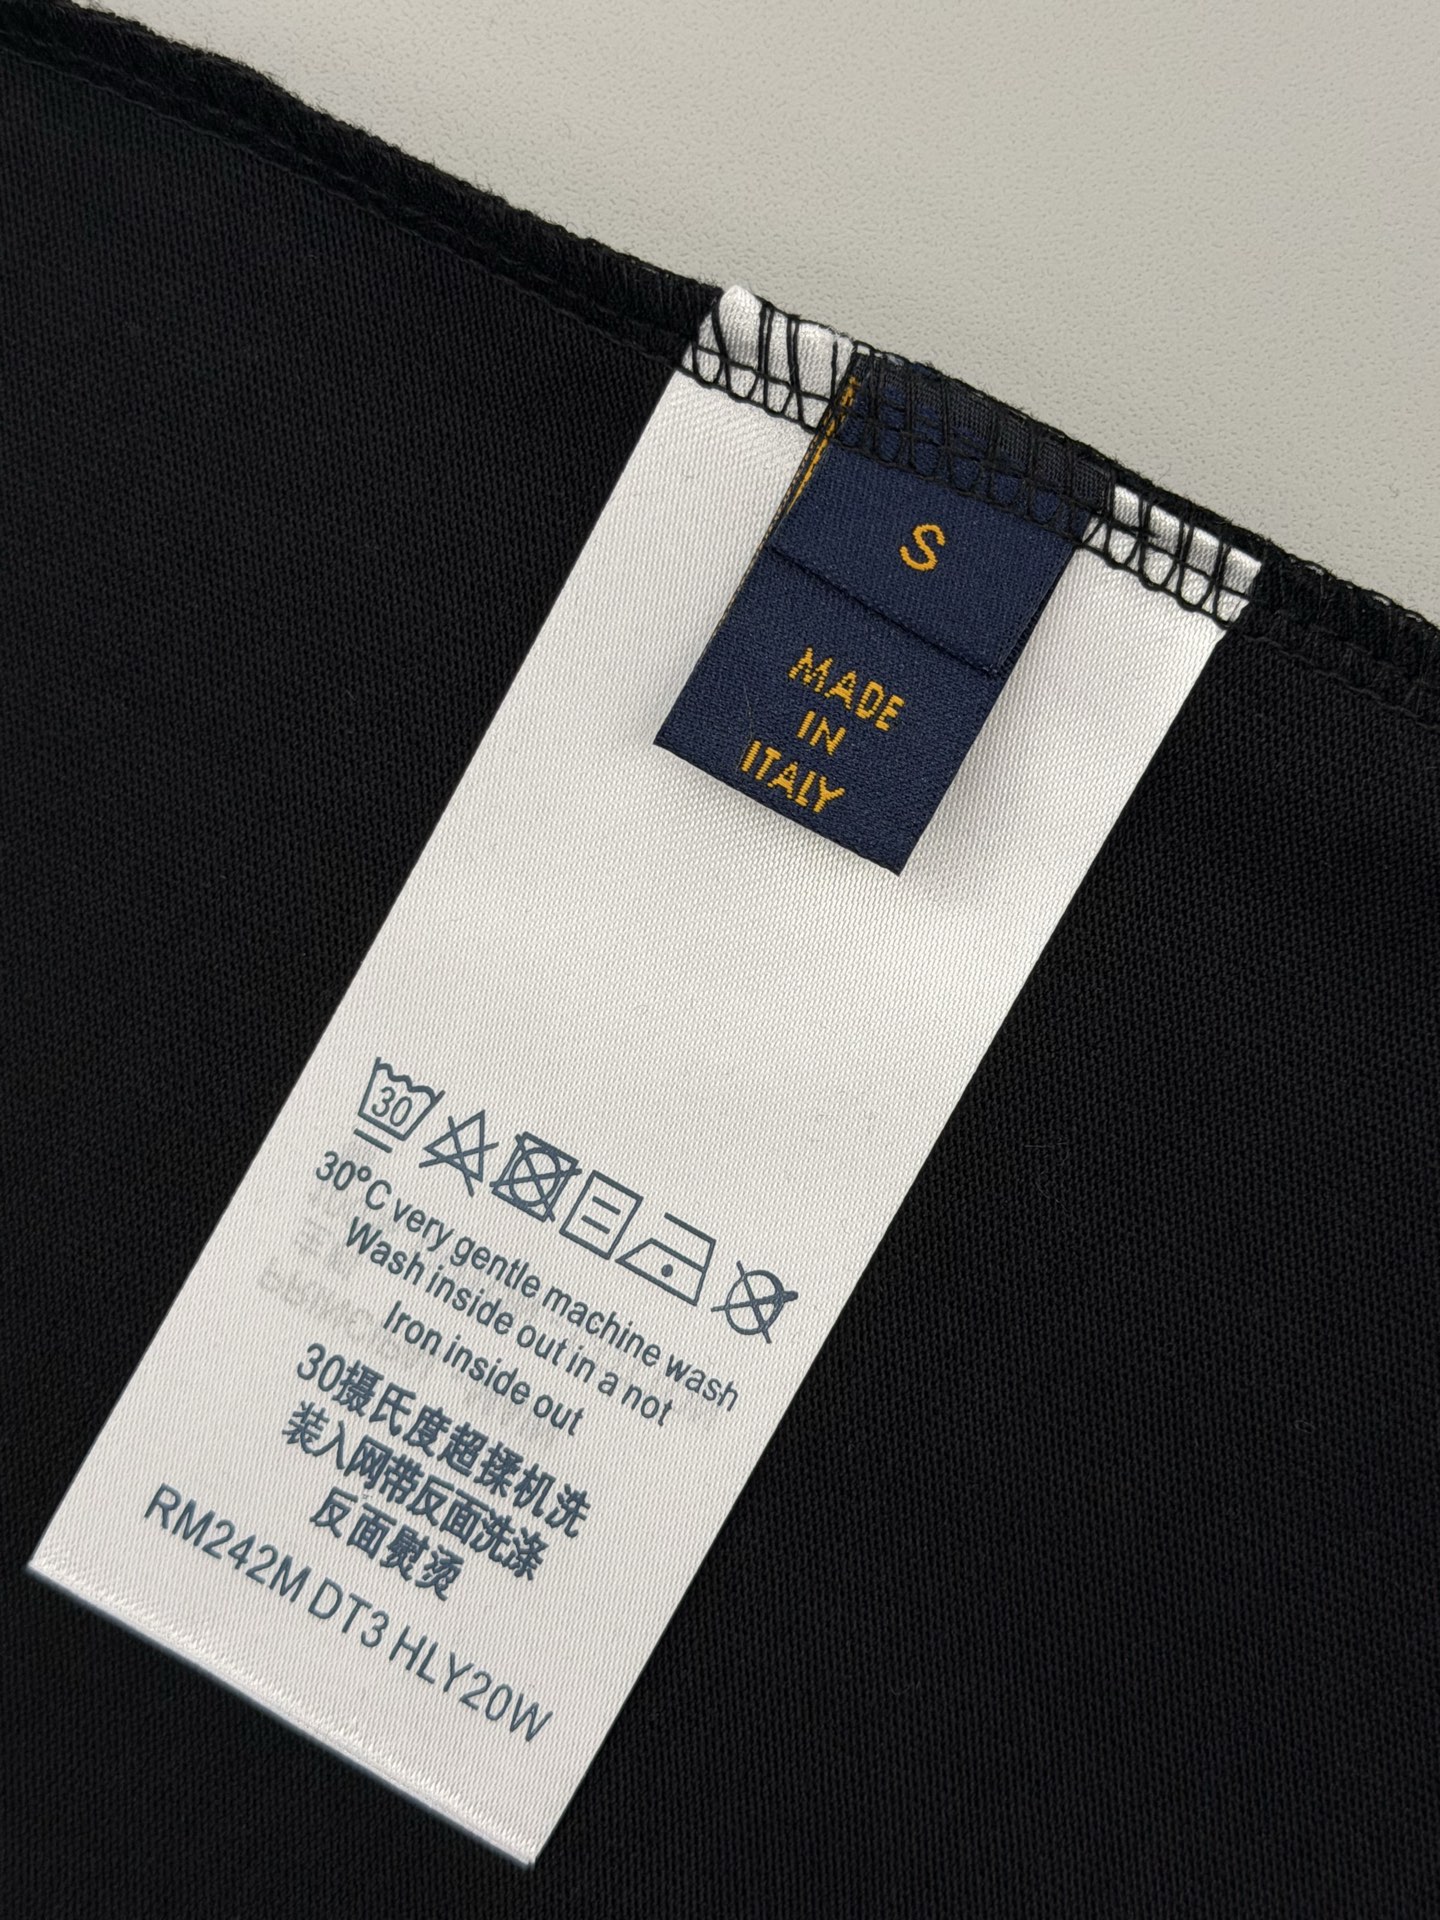 S
MADE
IN
ITALY
30
30°C very gentle machine wash
Wash inside out in a not
Iron inside out
30摄氏度超揉机洗
装入网带反面洗涤
反面熨烫
RM242M DT3 HLY20W